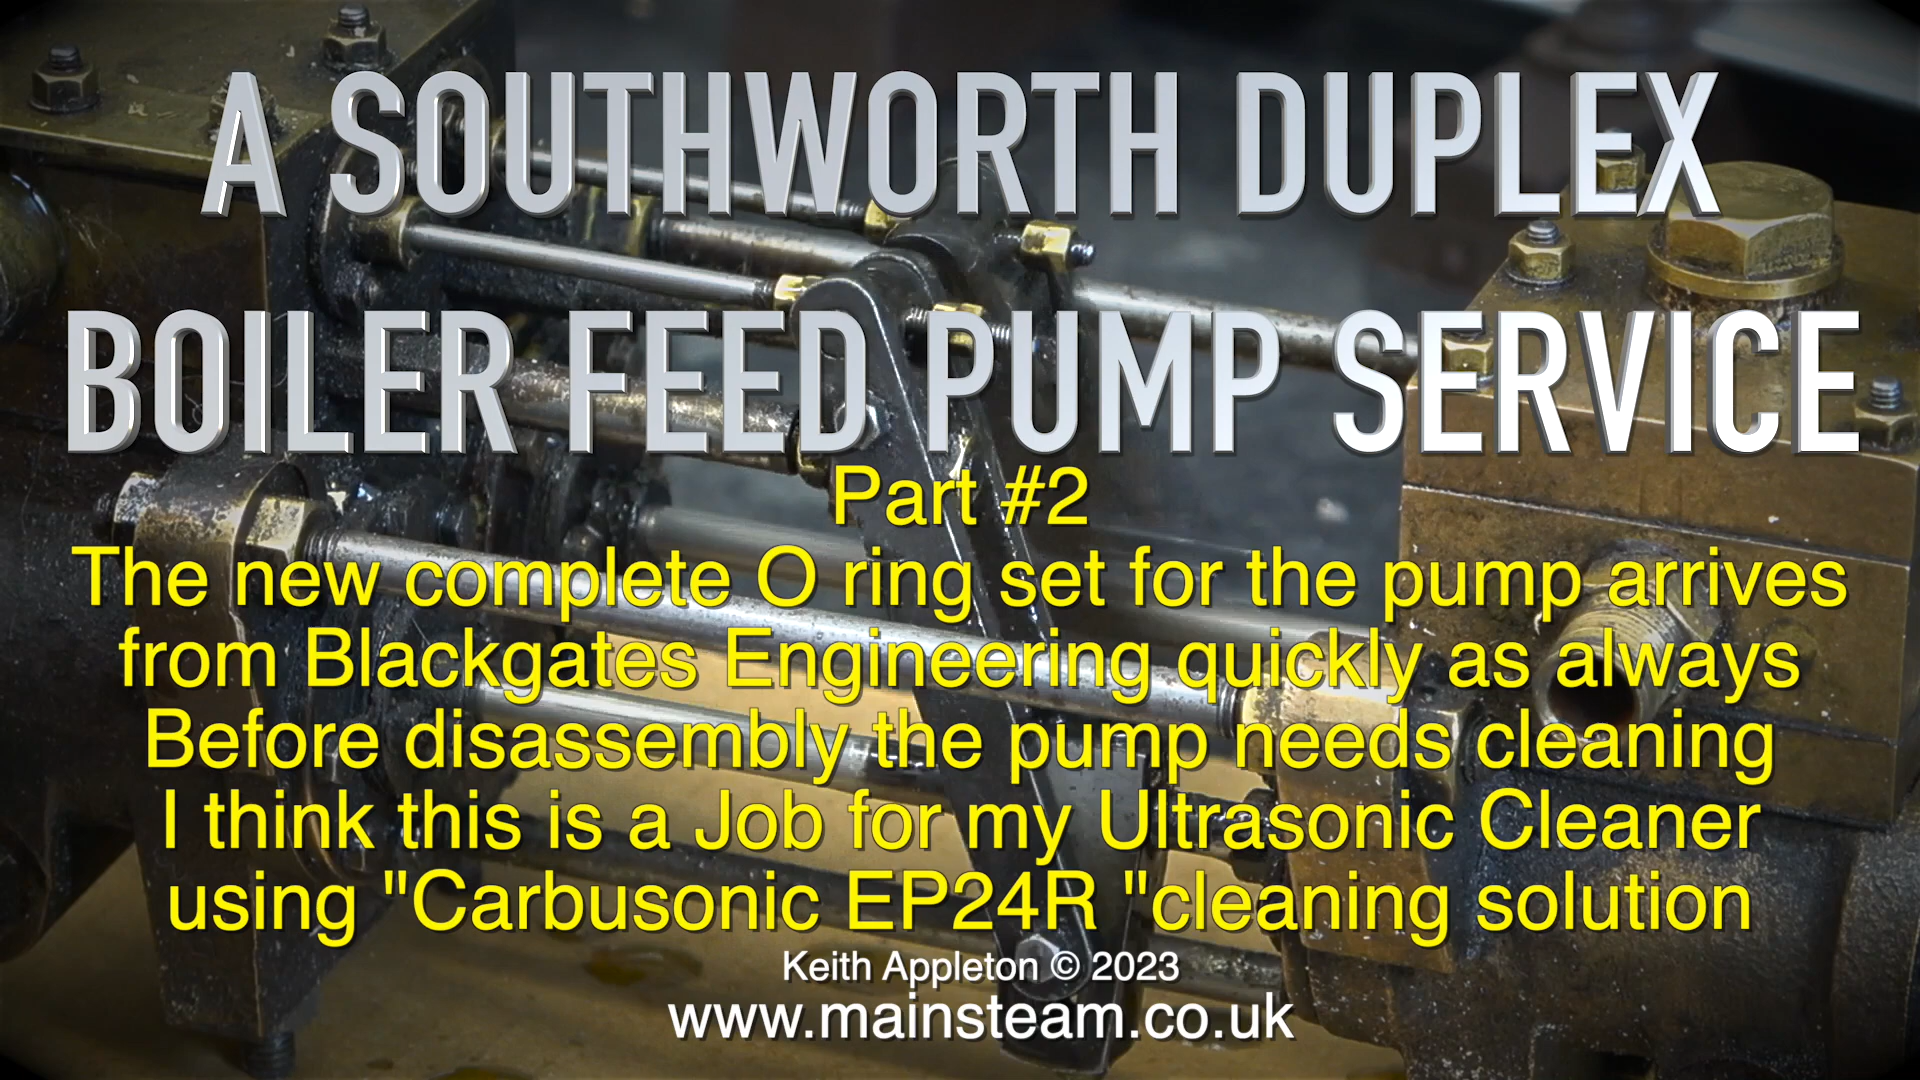 A SOUTHWORTH DUPLEX
BOILER FEED PUMP SERVICE
Part #2
The new complete O ring set for the pump arrives
from Blackgates Engineering quickly as always
Before disassembly the pump needs cleaning
I think this is a Job for my Ultrasonic Cleaner
using "Carbusonic EP24R "cleaning solution
Keith Appleton © 2023
www.mainsteam.co.uk